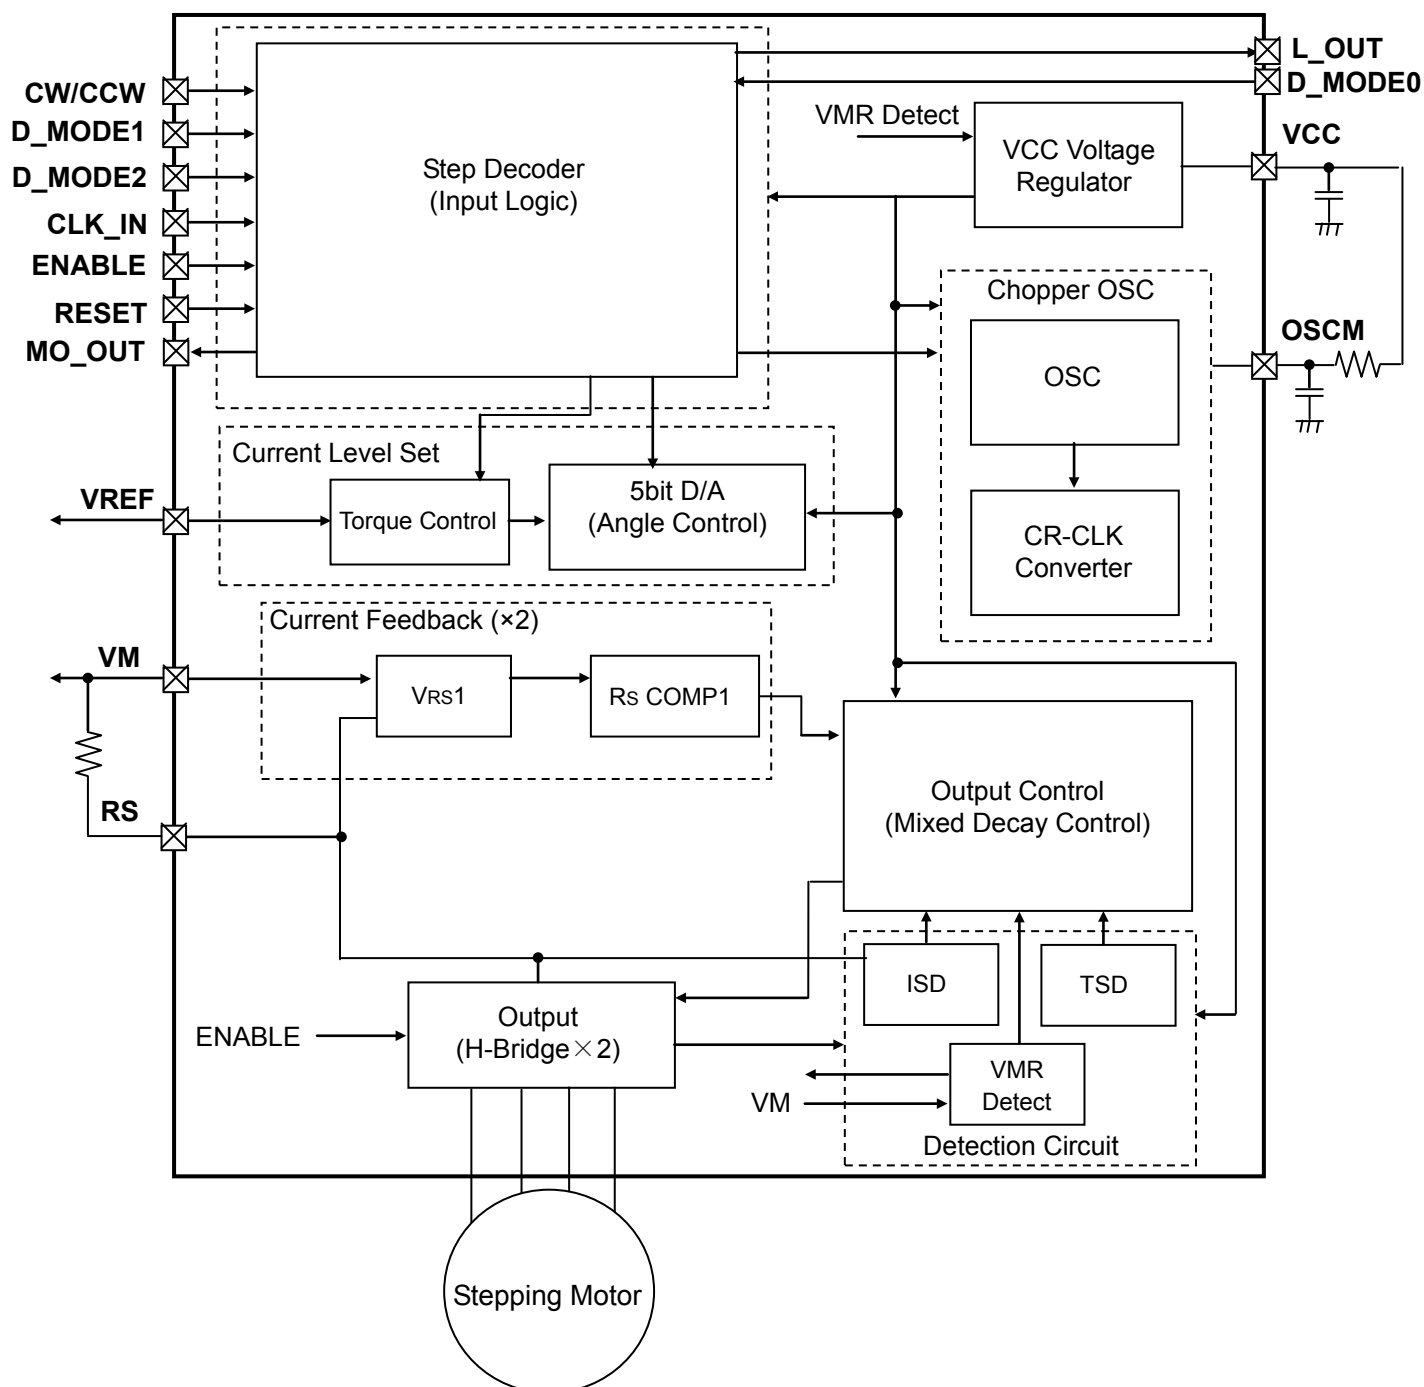 L_OUT
CW/CCW
D_MODE0
D_MODE1
VMR Detect
VCC
VCC Voltage
Regulator
Step Decoder
(Input Logic)
D_MODE2
CLK_IN
ENABLE
RESET
MO_OUT
Chopper OSC
OSCM
OSC
Current Level Set
VREF
Torque Control
5bit D/A
(Angle Control)
CR-CLK
Converter
Current Feedback (×2)
VM
VRS1
RS COMP1
RS
Output Control
(Mixed Decay Control)
ISD
TSD
ENABLE
Output
(H-Bridge×2)
VMR
Detect
VM
Detection Circuit
Stepping Motor